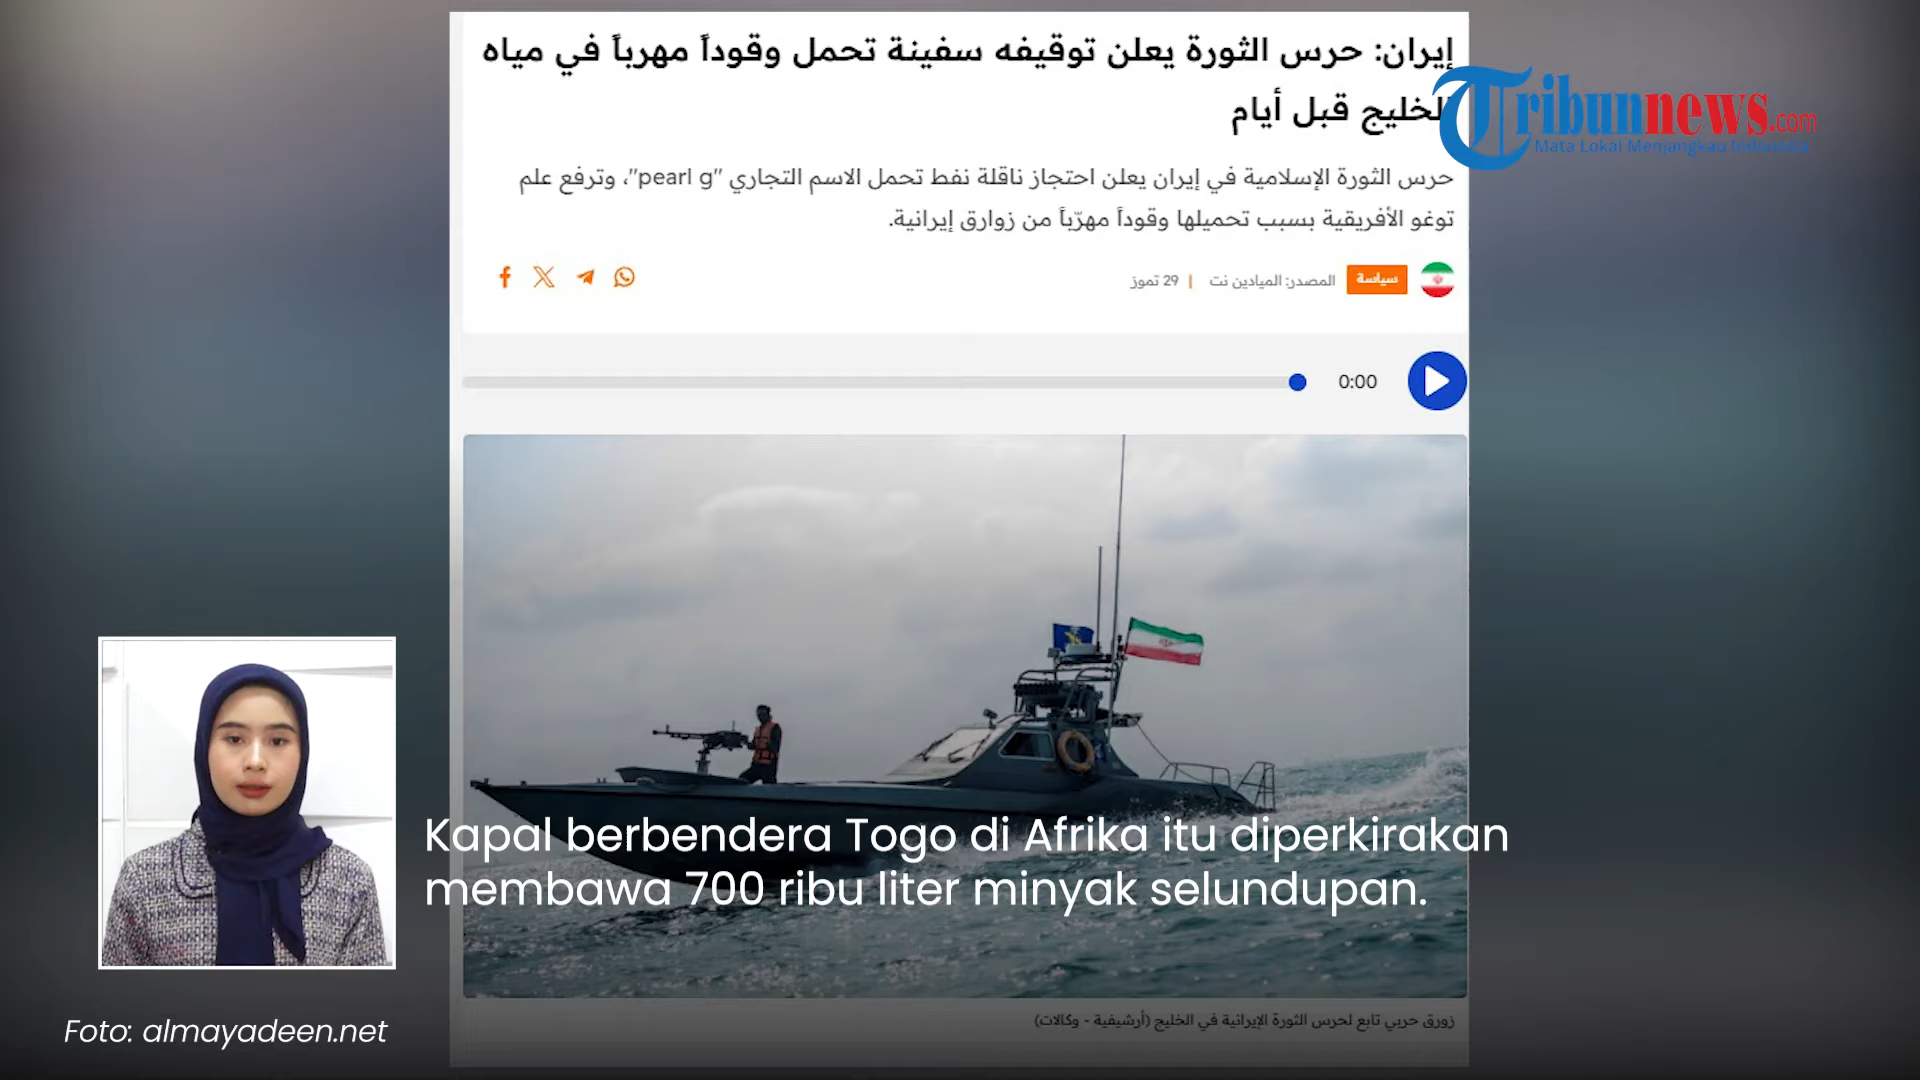 إيران: حرس الثورة يعلن توقيفه سفينة تحمل وقوداً مهرباً في مياه
الخليج قبل أيام
Tribunnews.com
Mata Lokal Menjangkau Indonesia
حرس الثورة الإسلامية في إيران يعلن احتجاز ناقلة نفط تحمل الاسم التجاري "pearl g"، وترفع علم
توغو الأفريقية بسبب تحميلها وقوداً مهرّباً من زوارق إيرانية.
سياسة المصدر: الميادين نت | 29 تموز
0:00
Kapal berbendera Togo di Afrika itu diperkirakan
membawa 700 ribu liter minyak selundupan.
زورق حربي تابع لحرس الثورة الإيرانية في الخليج (أرشيفية - وكالات)
Foto: almayadeen.net